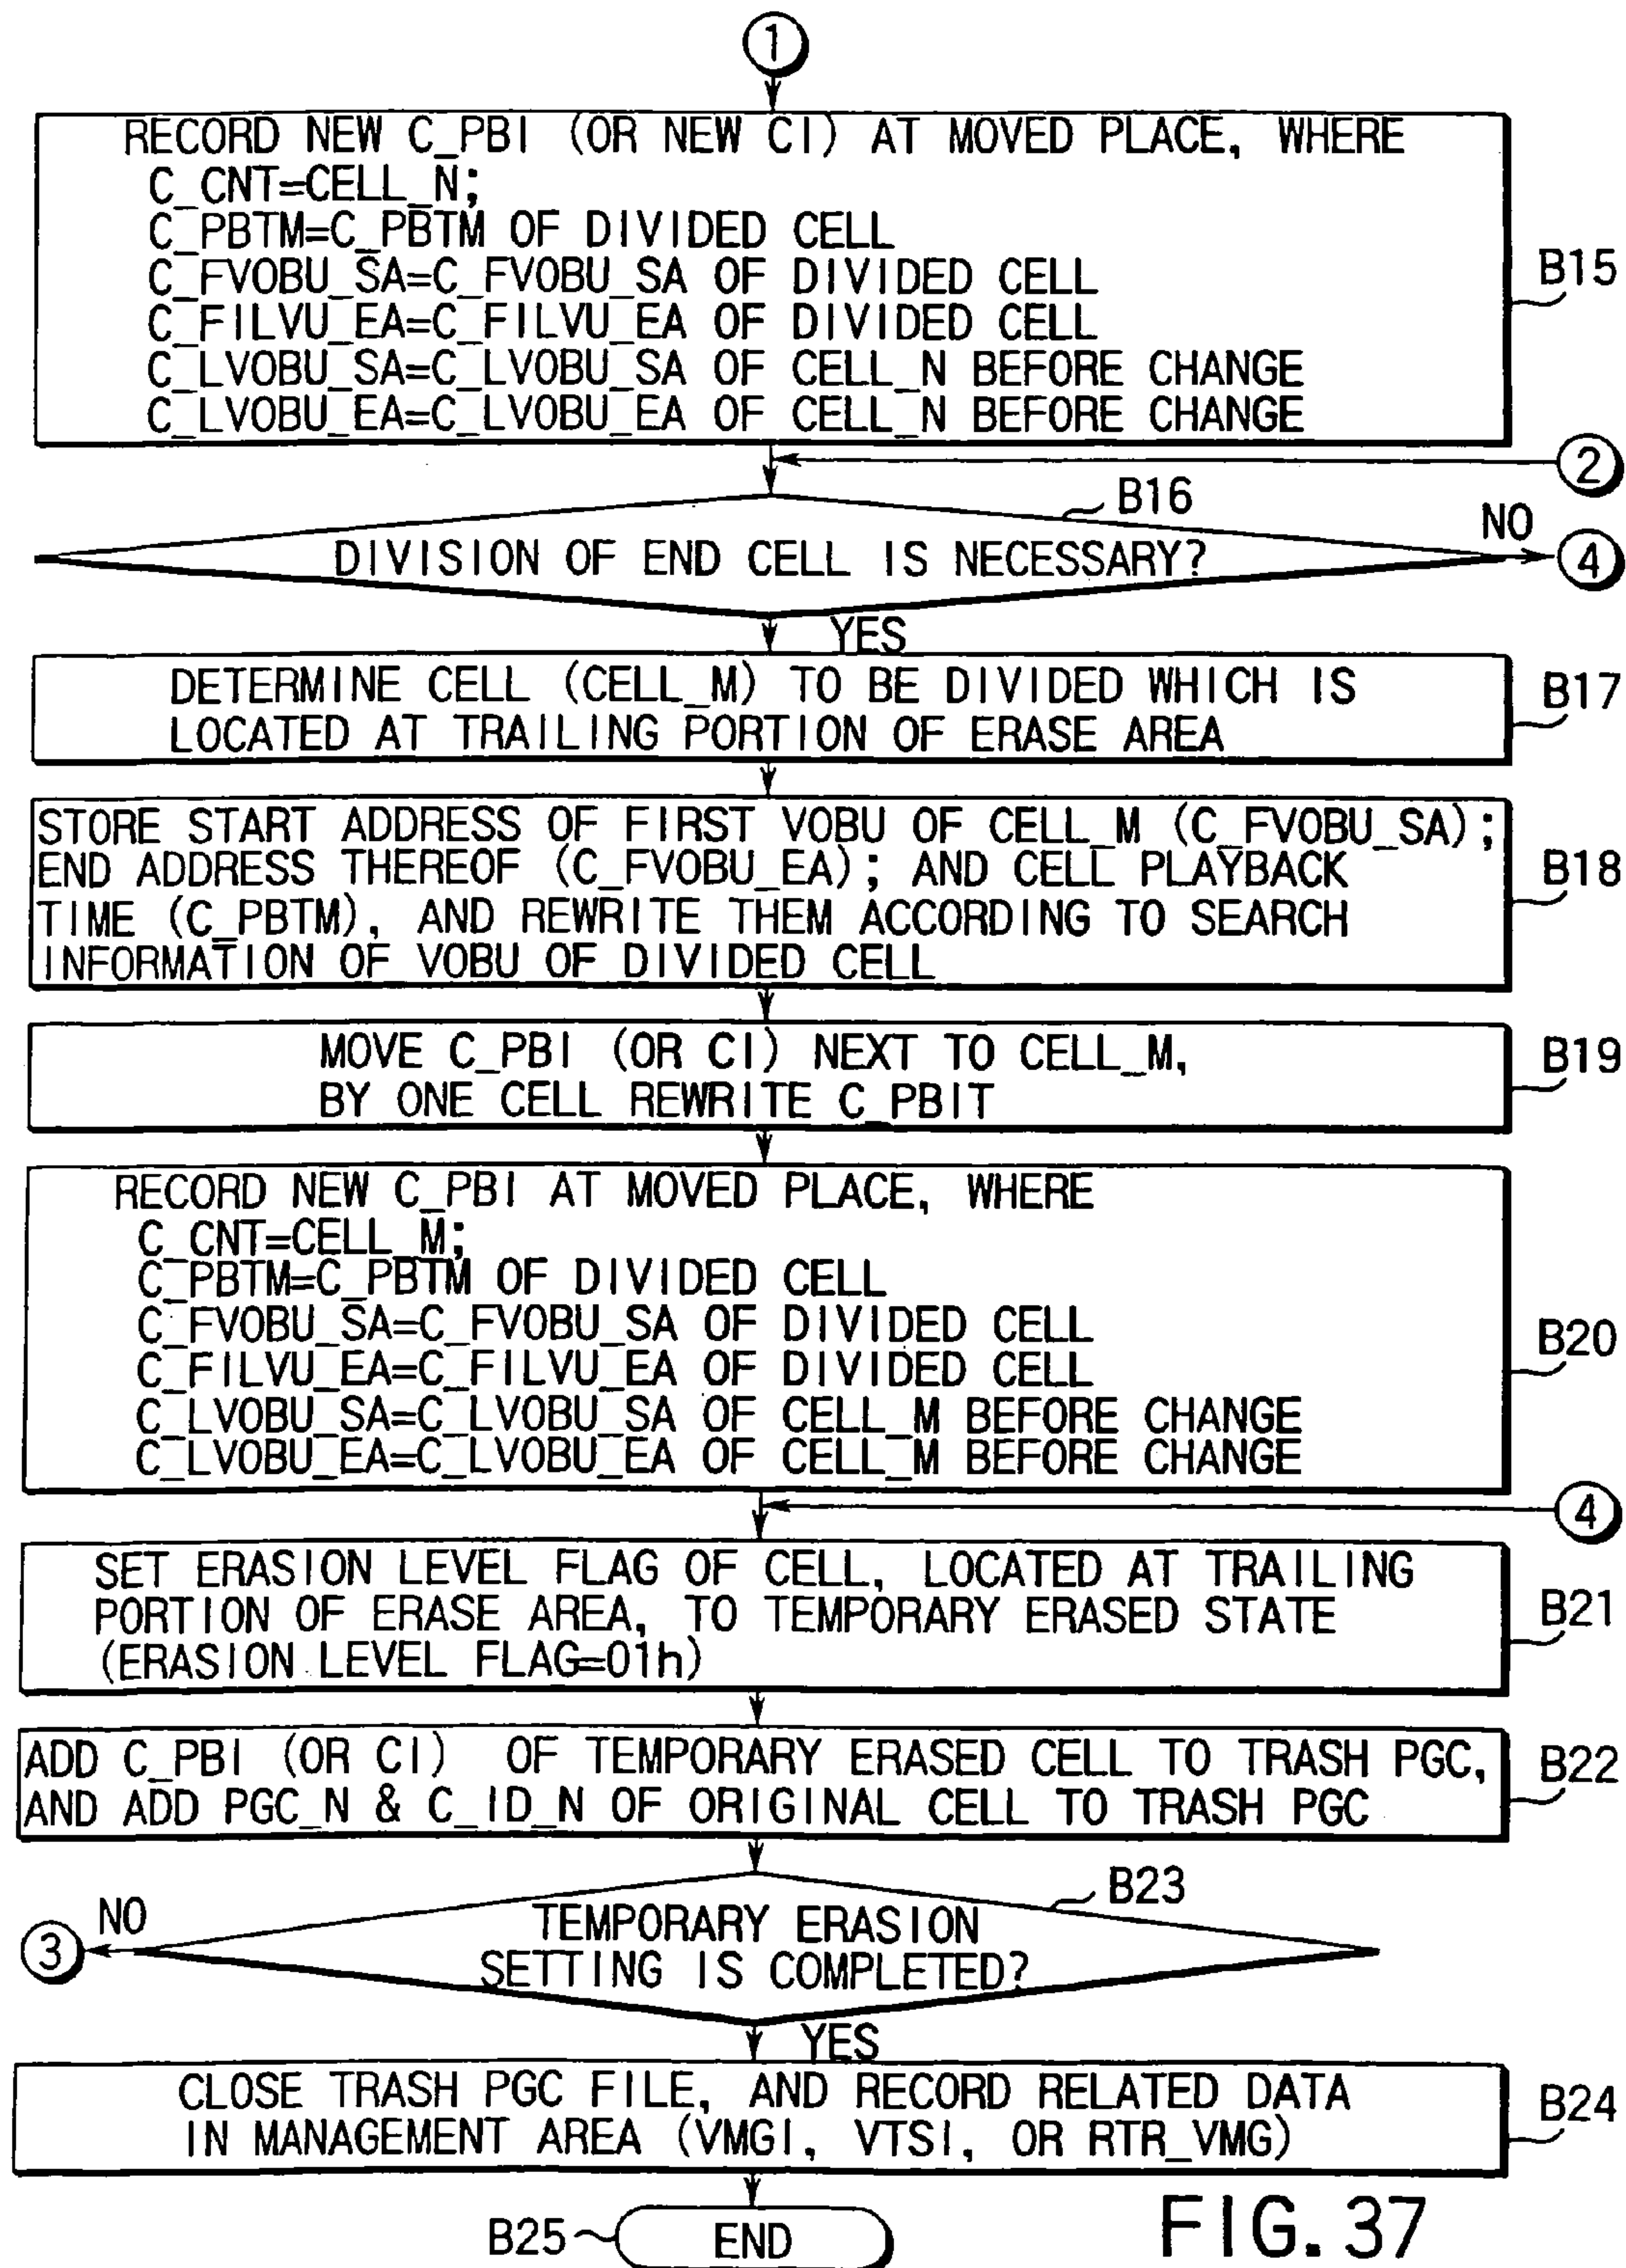 1
RECORD NEW C_PBI (OR NEW CI) AT MOVED PLACE, WHERE
C_CNT=CELL_N;
C_PBTM=C_PBTM OF DIVIDED CELL
C_FVOBU_SA=C_FVOBU_SA OF DIVIDED CELL
C_FILVU_EA=C_FILVU_EA OF DIVIDED CELL
C_LVOBU_SA=C_LVOBU_SA OF CELL_N BEFORE CHANGE
C_LVOBU_EA=C_LVOBU_EA OF CELL_N BEFORE CHANGE
B15
2
B16
DIVISION OF END CELL IS NECESSARY?
NO
4
YES
DETERMINE CELL (CELL_M) TO BE DIVIDED WHICH IS
LOCATED AT TRAILING PORTION OF ERASE AREA
B17
STORE START ADDRESS OF FIRST VOBU OF CELL_M (C_FVOBU_SA);
END ADDRESS THEREOF (C_FVOBU_EA); AND CELL PLAYBACK
TIME (C_PBTM), AND REWRITE THEM ACCORDING TO SEARCH
INFORMATION OF VOBU OF DIVIDED CELL
B18
MOVE C_PBI (OR CI) NEXT TO CELL_M,
BY ONE CELL REWRITE C_PBIT
B19
RECORD NEW C_PBI AT MOVED PLACE, WHERE
C_CNT=CELL_M;
C_PBTM=C_PBTM OF DIVIDED CELL
C_FVOBU_SA=C_FVOBU_SA OF DIVIDED CELL
C_FILVU_EA=C_FILVU_EA OF DIVIDED CELL
C_LVOBU_SA=C_LVOBU_SA OF CELL_M BEFORE CHANGE
C_LVOBU_EA=C_LVOBU_EA OF CELL_M BEFORE CHANGE
B20
4
SET ERASION LEVEL FLAG OF CELL, LOCATED AT TRAILING
PORTION OF ERASE AREA, TO TEMPORARY ERASED STATE
(ERASION LEVEL FLAG=01h)
B21
ADD C_PBI (OR CI) OF TEMPORARY ERASED CELL TO TRASH PGC,
AND ADD PGC_N & C_ID_N OF ORIGINAL CELL TO TRASH PGC
B22
B23
TEMPORARY ERASION
SETTING IS COMPLETED?
NO
3
YES
CLOSE TRASH PGC FILE, AND RECORD RELATED DATA
IN MANAGEMENT AREA (VMGI, VTSI, OR RTR_VMG)
B24
B25
END
FIG. 37